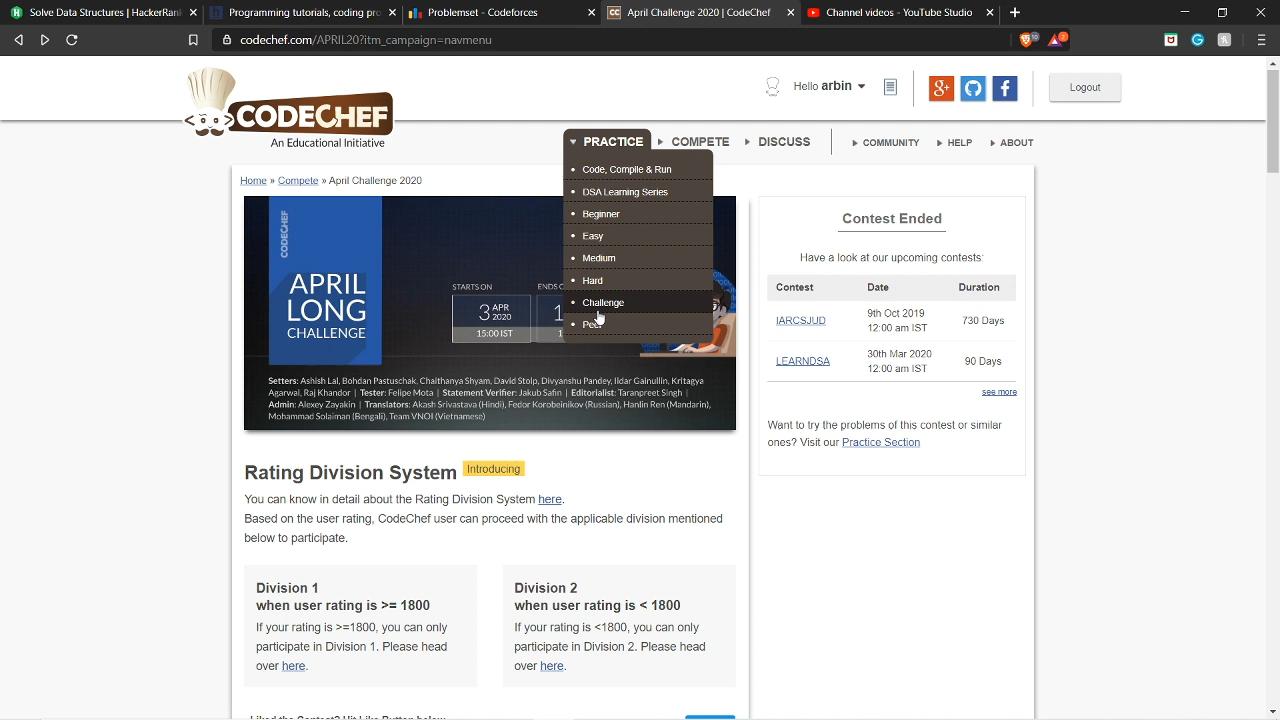 Solve Data Structures | HackerRank
Programming tutorials, coding pro
Problemset - Codeforces
April Challenge 2020 | CodeChef
Channel videos - YouTube Studio
codechef.com/APRIL20?itm_campaign=navmenu
CODECHEF
An Educational Initiative
Hello arbin
Logout
PRACTICE
COMPETE
DISCUSS
COMMUNITY
HELP
ABOUT
Code, Compile & Run
DSA Learning Series
Beginner
Easy
Medium
Hard
Challenge
Home » Compete » April Challenge 2020
CODECHEF
APRIL
LONG
CHALLENGE
STARTS ON
3 APR
2020
15:00 IST
Setters: Ashish Lal, Bohdan Pastuschak, Chaithanya Shyam, David Stolp, Divyanshu Pandey, Ildar Gainullin, Kritagya
Agarwal, Raj Khandor | Tester: Felipe Mota | Statement Verifier: Jakub Safin | Editorialist: Taranpreet Singh |
Admin: Alexey Zayakin | Translators: Akash Srivastava (Hindi), Fedor Korobeinikov (Russian), Hanlin Ren (Mandarin),
Mohammad Solaiman (Bengali), Team VNOI (Vietnamese)
Rating Division System Introducing
You can know in detail about the Rating Division System here.
Based on the user rating, CodeChef user can proceed with the applicable division mentioned
below to participate.
Division 1
when user rating is >= 1800
If your rating is >=1800, you can only
participate in Division 1. Please head
over here.
Division 2
when user rating is < 1800
If your rating is <1800, you can only
participate in Division 2. Please head
over here.
Liked the Contest? Hit Like Button below
Contest Ended
Have a look at our upcoming contests:
Contest Date Duration
IARCSJUD 9th Oct 2019 730 Days
12:00 am IST
LEARNDSA 30th Mar 2020 90 Days
12:00 am IST
see more
Want to try the problems of this contest or similar
ones? Visit our Practice Section